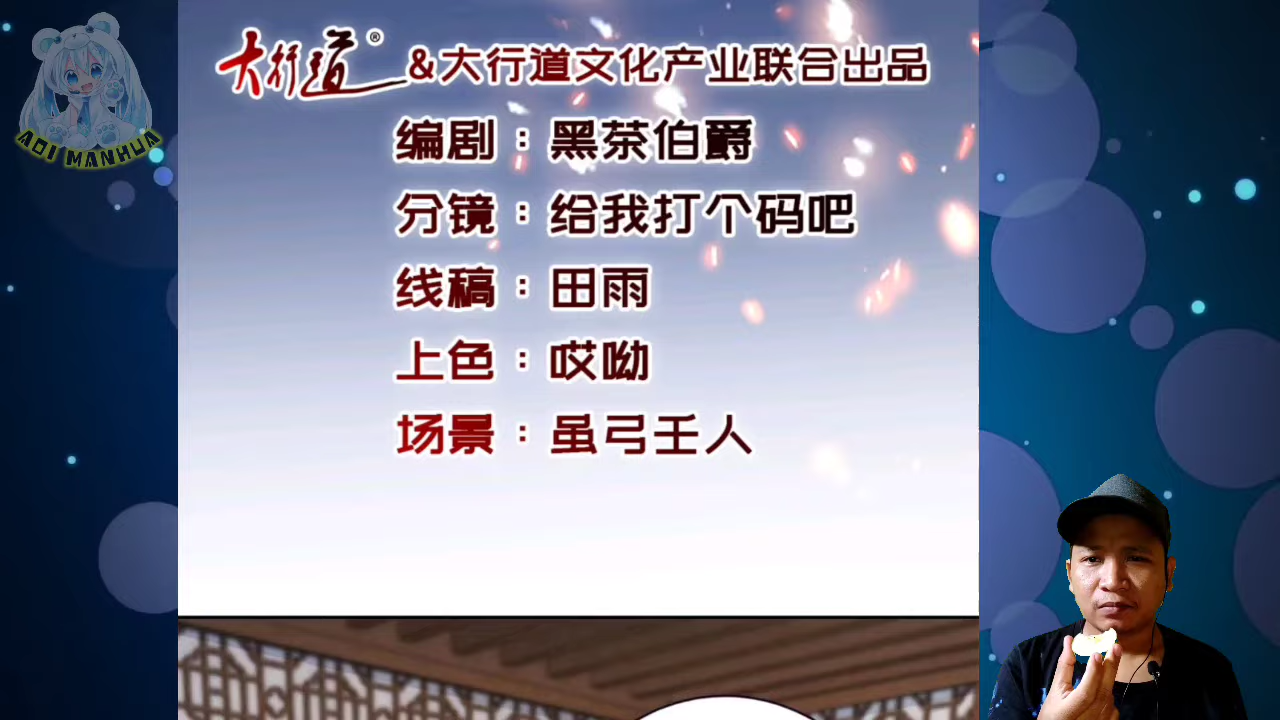 大行道® &大行道文化产业联合出品
编剧：黑茶伯爵
分镜：给我打个码吧
线稿：田雨
上色：哎呦
场景：虽弓壬人
AOI MANHUA